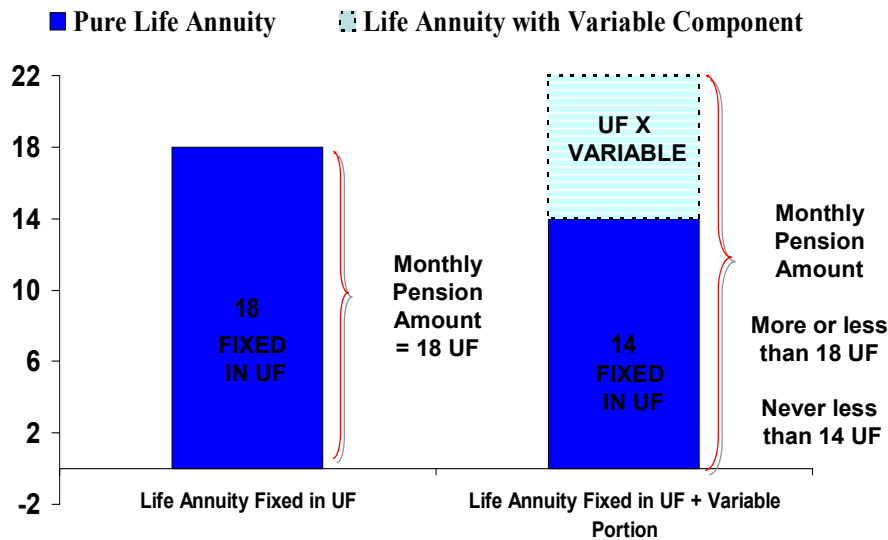 Pure Life Annuity
Life Annuity with Variable Component
22
18
14
10
6
2
-2
18
FIXED
IN UF
Monthly
Pension
Amount
= 18 UF
UF X
VARIABLE
14
FIXED
IN UF
Monthly
Pension
Amount
More or less
than 18 UF
Never less
than 14 UF
Life Annuity Fixed in UF
Life Annuity Fixed in UF + Variable
Portion